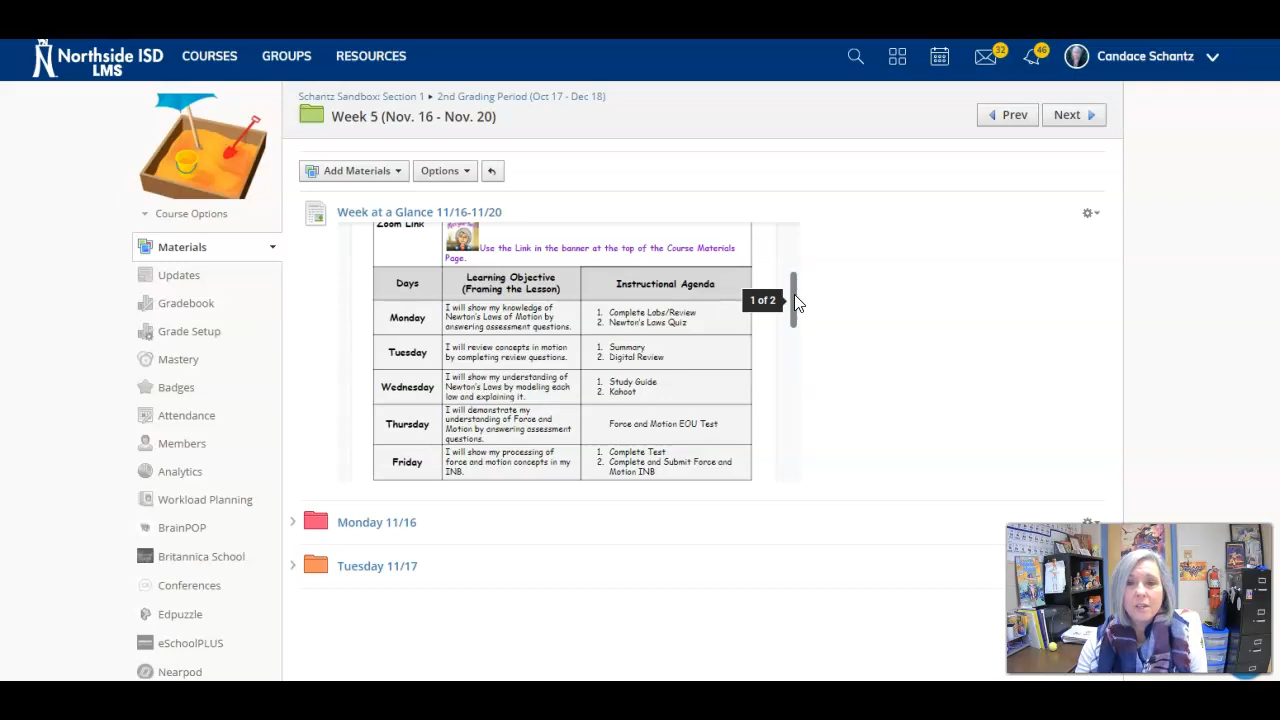 Northside ISD
LMS
COURSES
GROUPS
RESOURCES
32
46
Candace Schantz
Schantz Sandbox: Section 1 ▸ 2nd Grading Period (Oct 17 - Dec 18)
Week 5 (Nov. 16 - Nov. 20)
Prev
Next
Add Materials
Options
Course Options
Materials
Updates
Gradebook
Grade Setup
Mastery
Badges
Attendance
Members
Analytics
Workload Planning
BrainPOP
Britannica School
Conferences
Edpuzzle
eSchoolPLUS
Nearpod
Week at a Glance 11/16-11/20
Zoom Link
Use the Link in the banner at the top of the Course Materials
Page.
Days
Learning Objective
(Framing the Lesson)
Instructional Agenda
Monday
I will show my knowledge of
Newton's Laws of Motion by
answering assessment questions.
1. Complete Labs/Review
2. Newton's Laws Quiz
Tuesday
I will review concepts in motion
by completing review questions.
1. Summary
2. Digital Review
Wednesday
I will show my understanding of
Newton's Laws by modeling each
law and explaining it.
1. Study Guide
2. Kahoot
Thursday
I will demonstrate my
understanding of Force and
Motion by answering assessment
questions.
Force and Motion EOU Test
Friday
I will show my processing of
force and motion concepts in my
INB.
1. Complete Test
2. Complete and Submit Force and
Motion INB
1 of 2
Monday 11/16
Tuesday 11/17